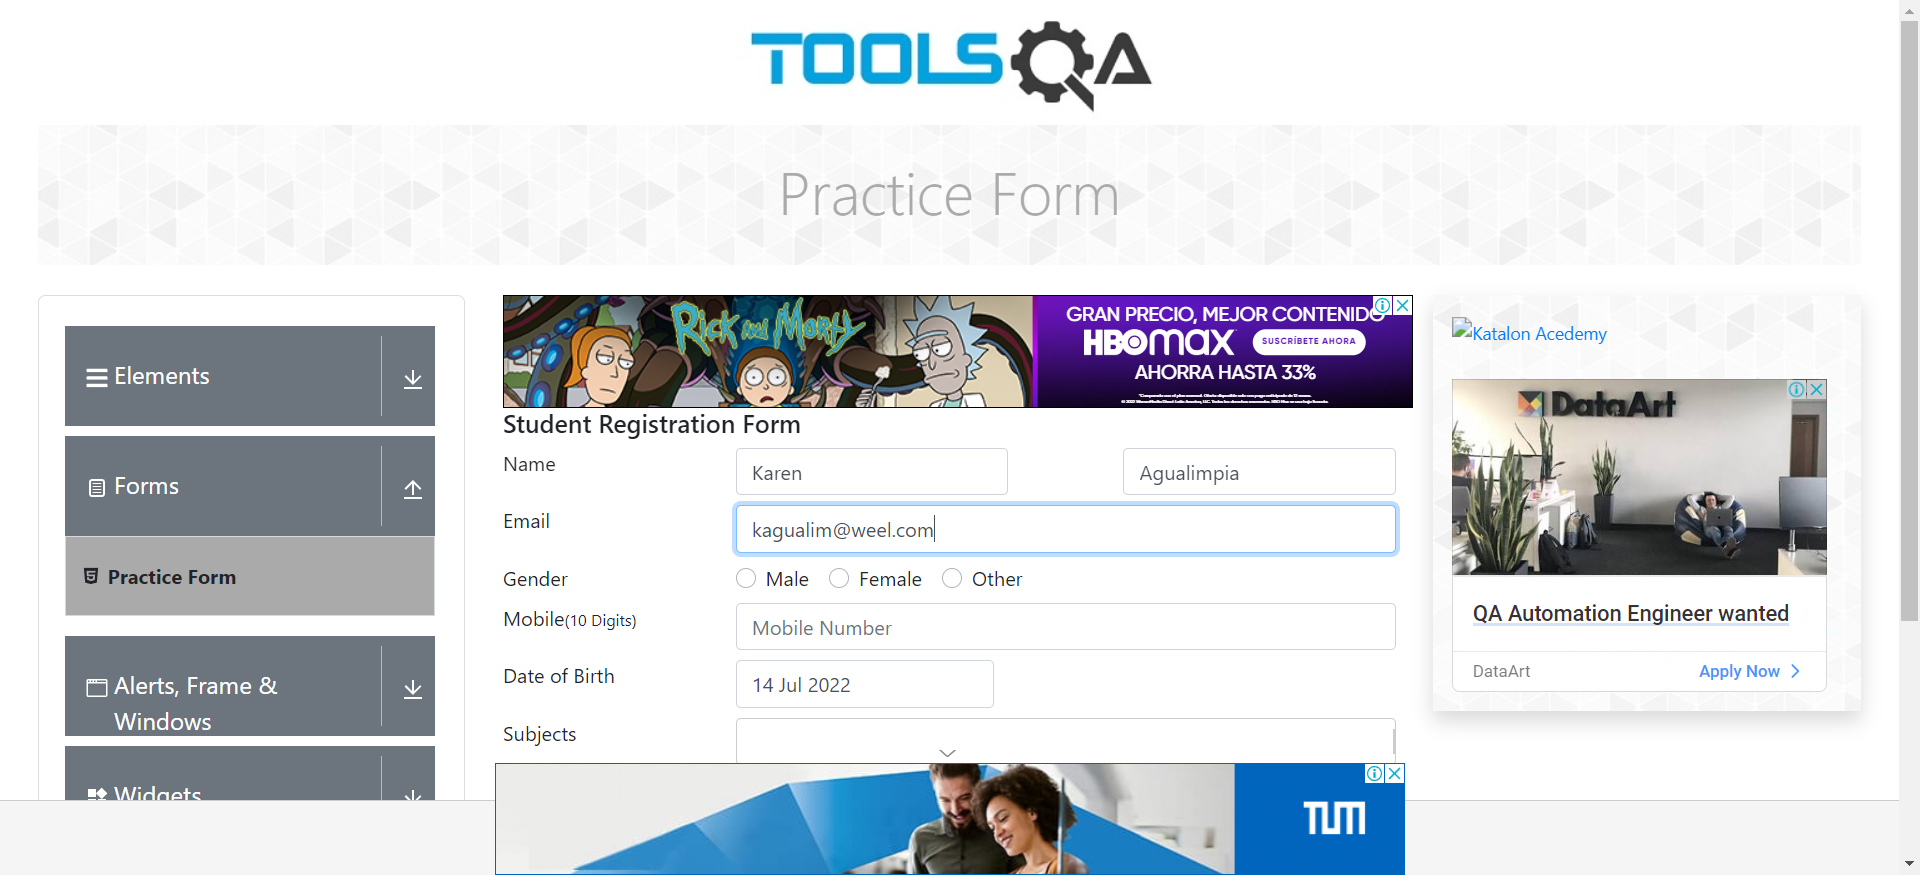 TOOLSQA
Practice Form
Elements
Forms
Practice Form
Alerts, Frame &
Windows
Widgets
Rick and Morty
GRAN PRECIO, MEJOR CONTENIDO
HBOMAX
SUSCRÍBETE AHORA
AHORRA HASTA 33%
Student Registration Form
Name
Karen
Agualimpia
Email
kagualim@weel.com
Gender
Male
Female
Other
Mobile(10 Digits)
Mobile Number
Date of Birth
14 Jul 2022
Subjects
TUM
Katalon Acedemy
DataArt
QA Automation Engineer wanted
DataArt
Apply Now